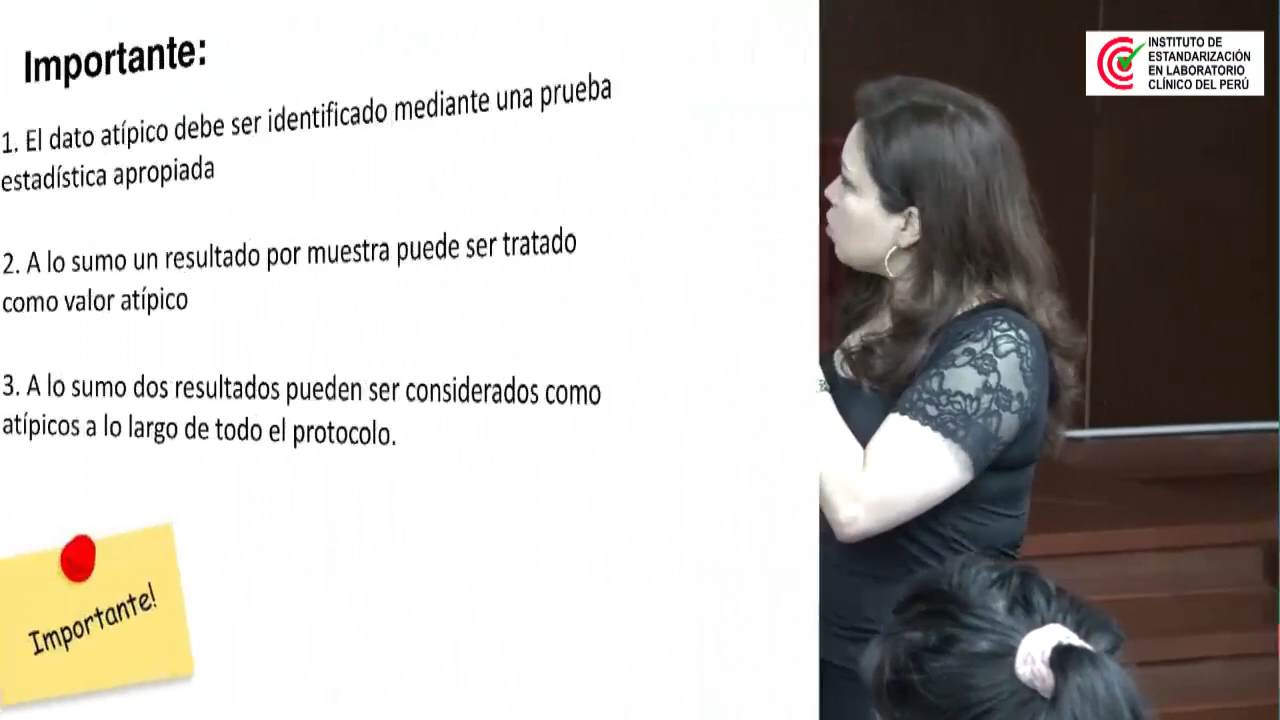 Importante:
1. El dato atípico debe ser identificado mediante una prueba
estadística apropiada
2. A lo sumo un resultado por muestra puede ser tratado
como valor atípico
3. A lo sumo dos resultados pueden ser considerados como
atípicos a lo largo de todo el protocolo.
Importante!
INSTITUTO DE
ESTANDARIZACIÓN
EN LABORATORIO
CLÍNICO DEL PERÚ